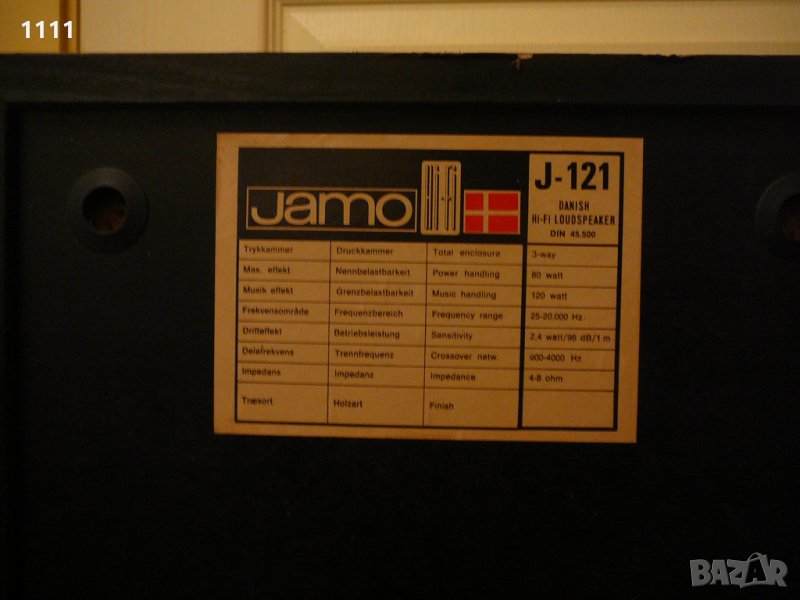 1111
Jamo
Hi-Fi
J-121
DANISH
HI-FI LOUDSPEAKER
DIN 45.500
Trykkammer Druckkammer Total enclosure 3-way
Max. effekt Nennbelastbarkeit Power handling 80 watt
Musik effekt Grenzbelastbarkeit Music handling 120 watt
Frekvensområde Frequenzbereich Frequency range 25-20.000 Hz
Drifteffekt Betriebsleistung Sensitivity 2,4 watt/96 dB/1 m
Delefrekvens Trennfrequenz Crossover netw. 900-4000 Hz
Impedans Impedanz Impedance 4-8 ohm
Træsort Holzart Finish
BAZAR